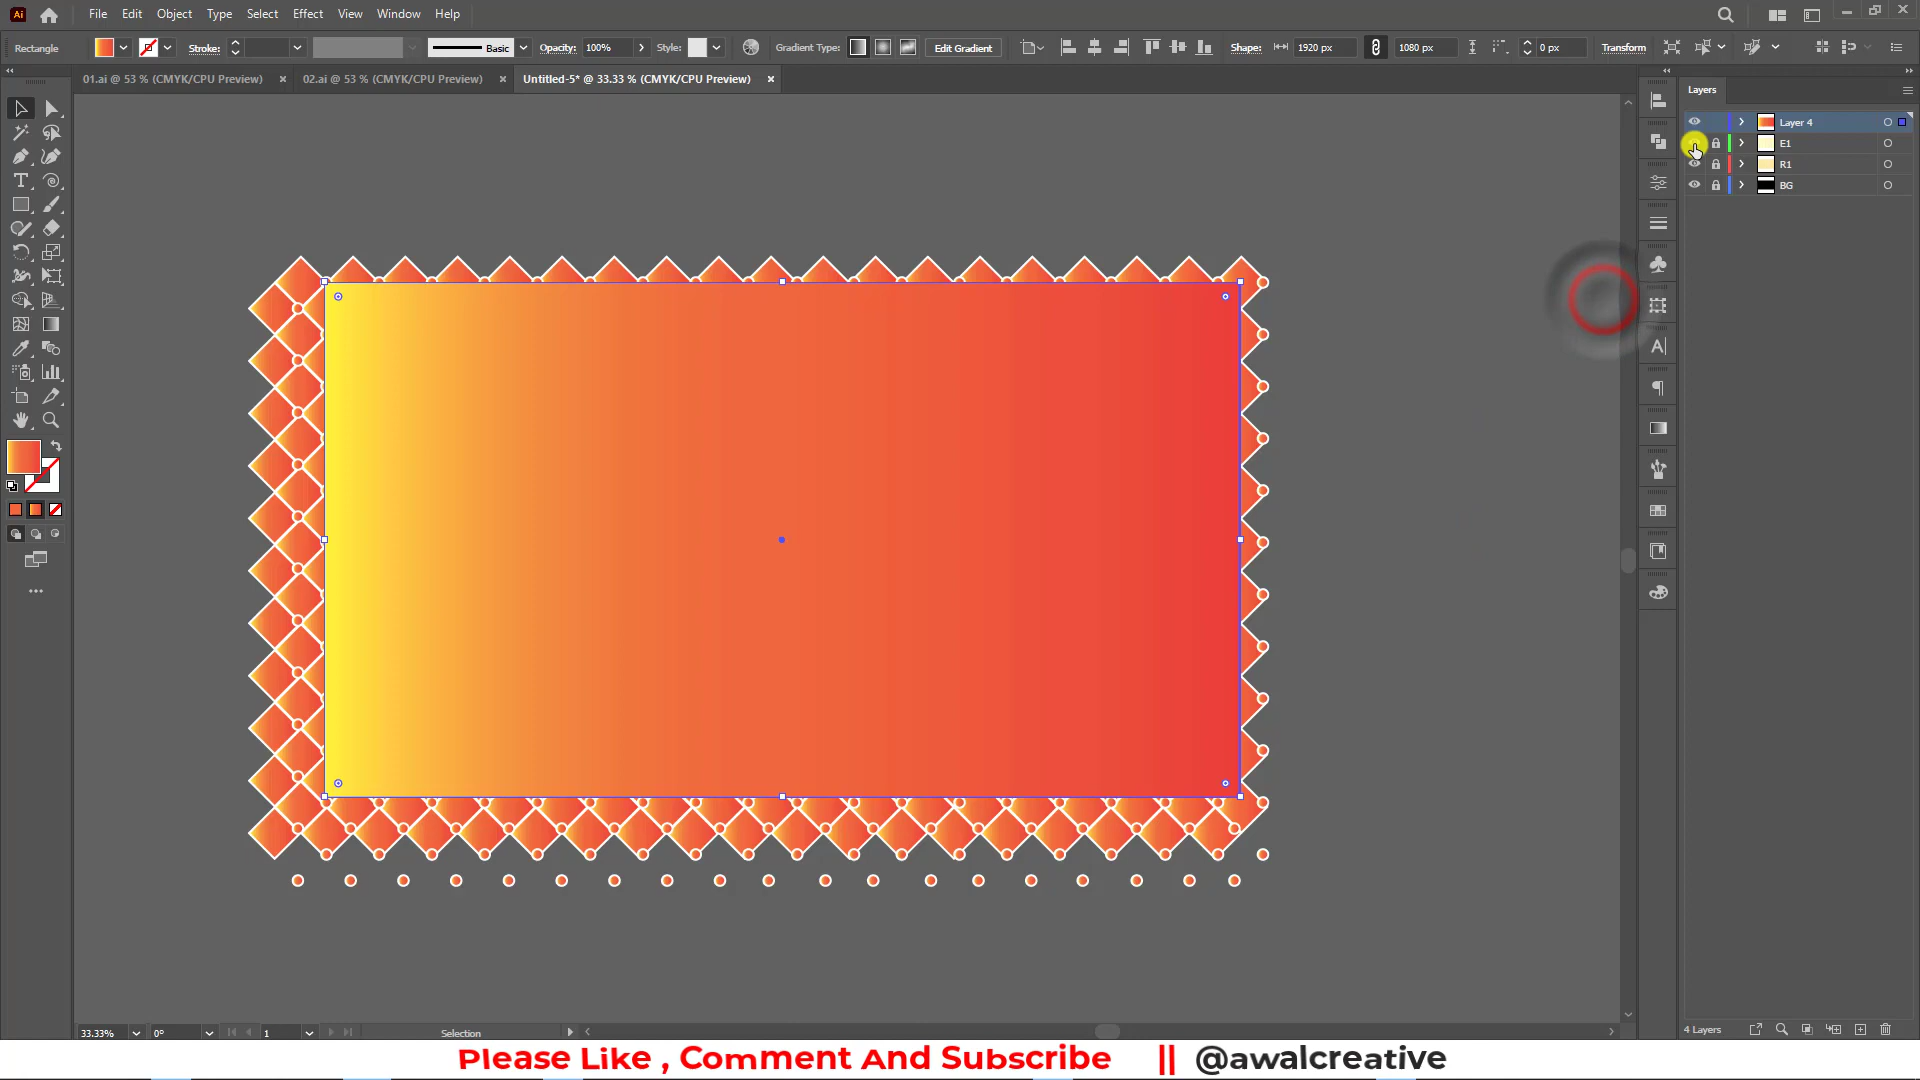 Ai File Edit Object Type Select Effect View Window Help
Rectangle Stroke: Basic Opacity: 100% Style: Gradient Type: Edit Gradient Shape: 1920 px 1080 px 0 px Transform
01.ai @ 53 % (CMYK/CPU Preview) × 02.ai @ 53 % (CMYK/CPU Preview) × Untitled-5* @ 33.33 % (CMYK/CPU Preview) ×
Layers
Layer 4
E1
R1
BG
33.33% 0° 1 Selection
4 Layers
Please Like , Comment And Subscribe || @awalcreative